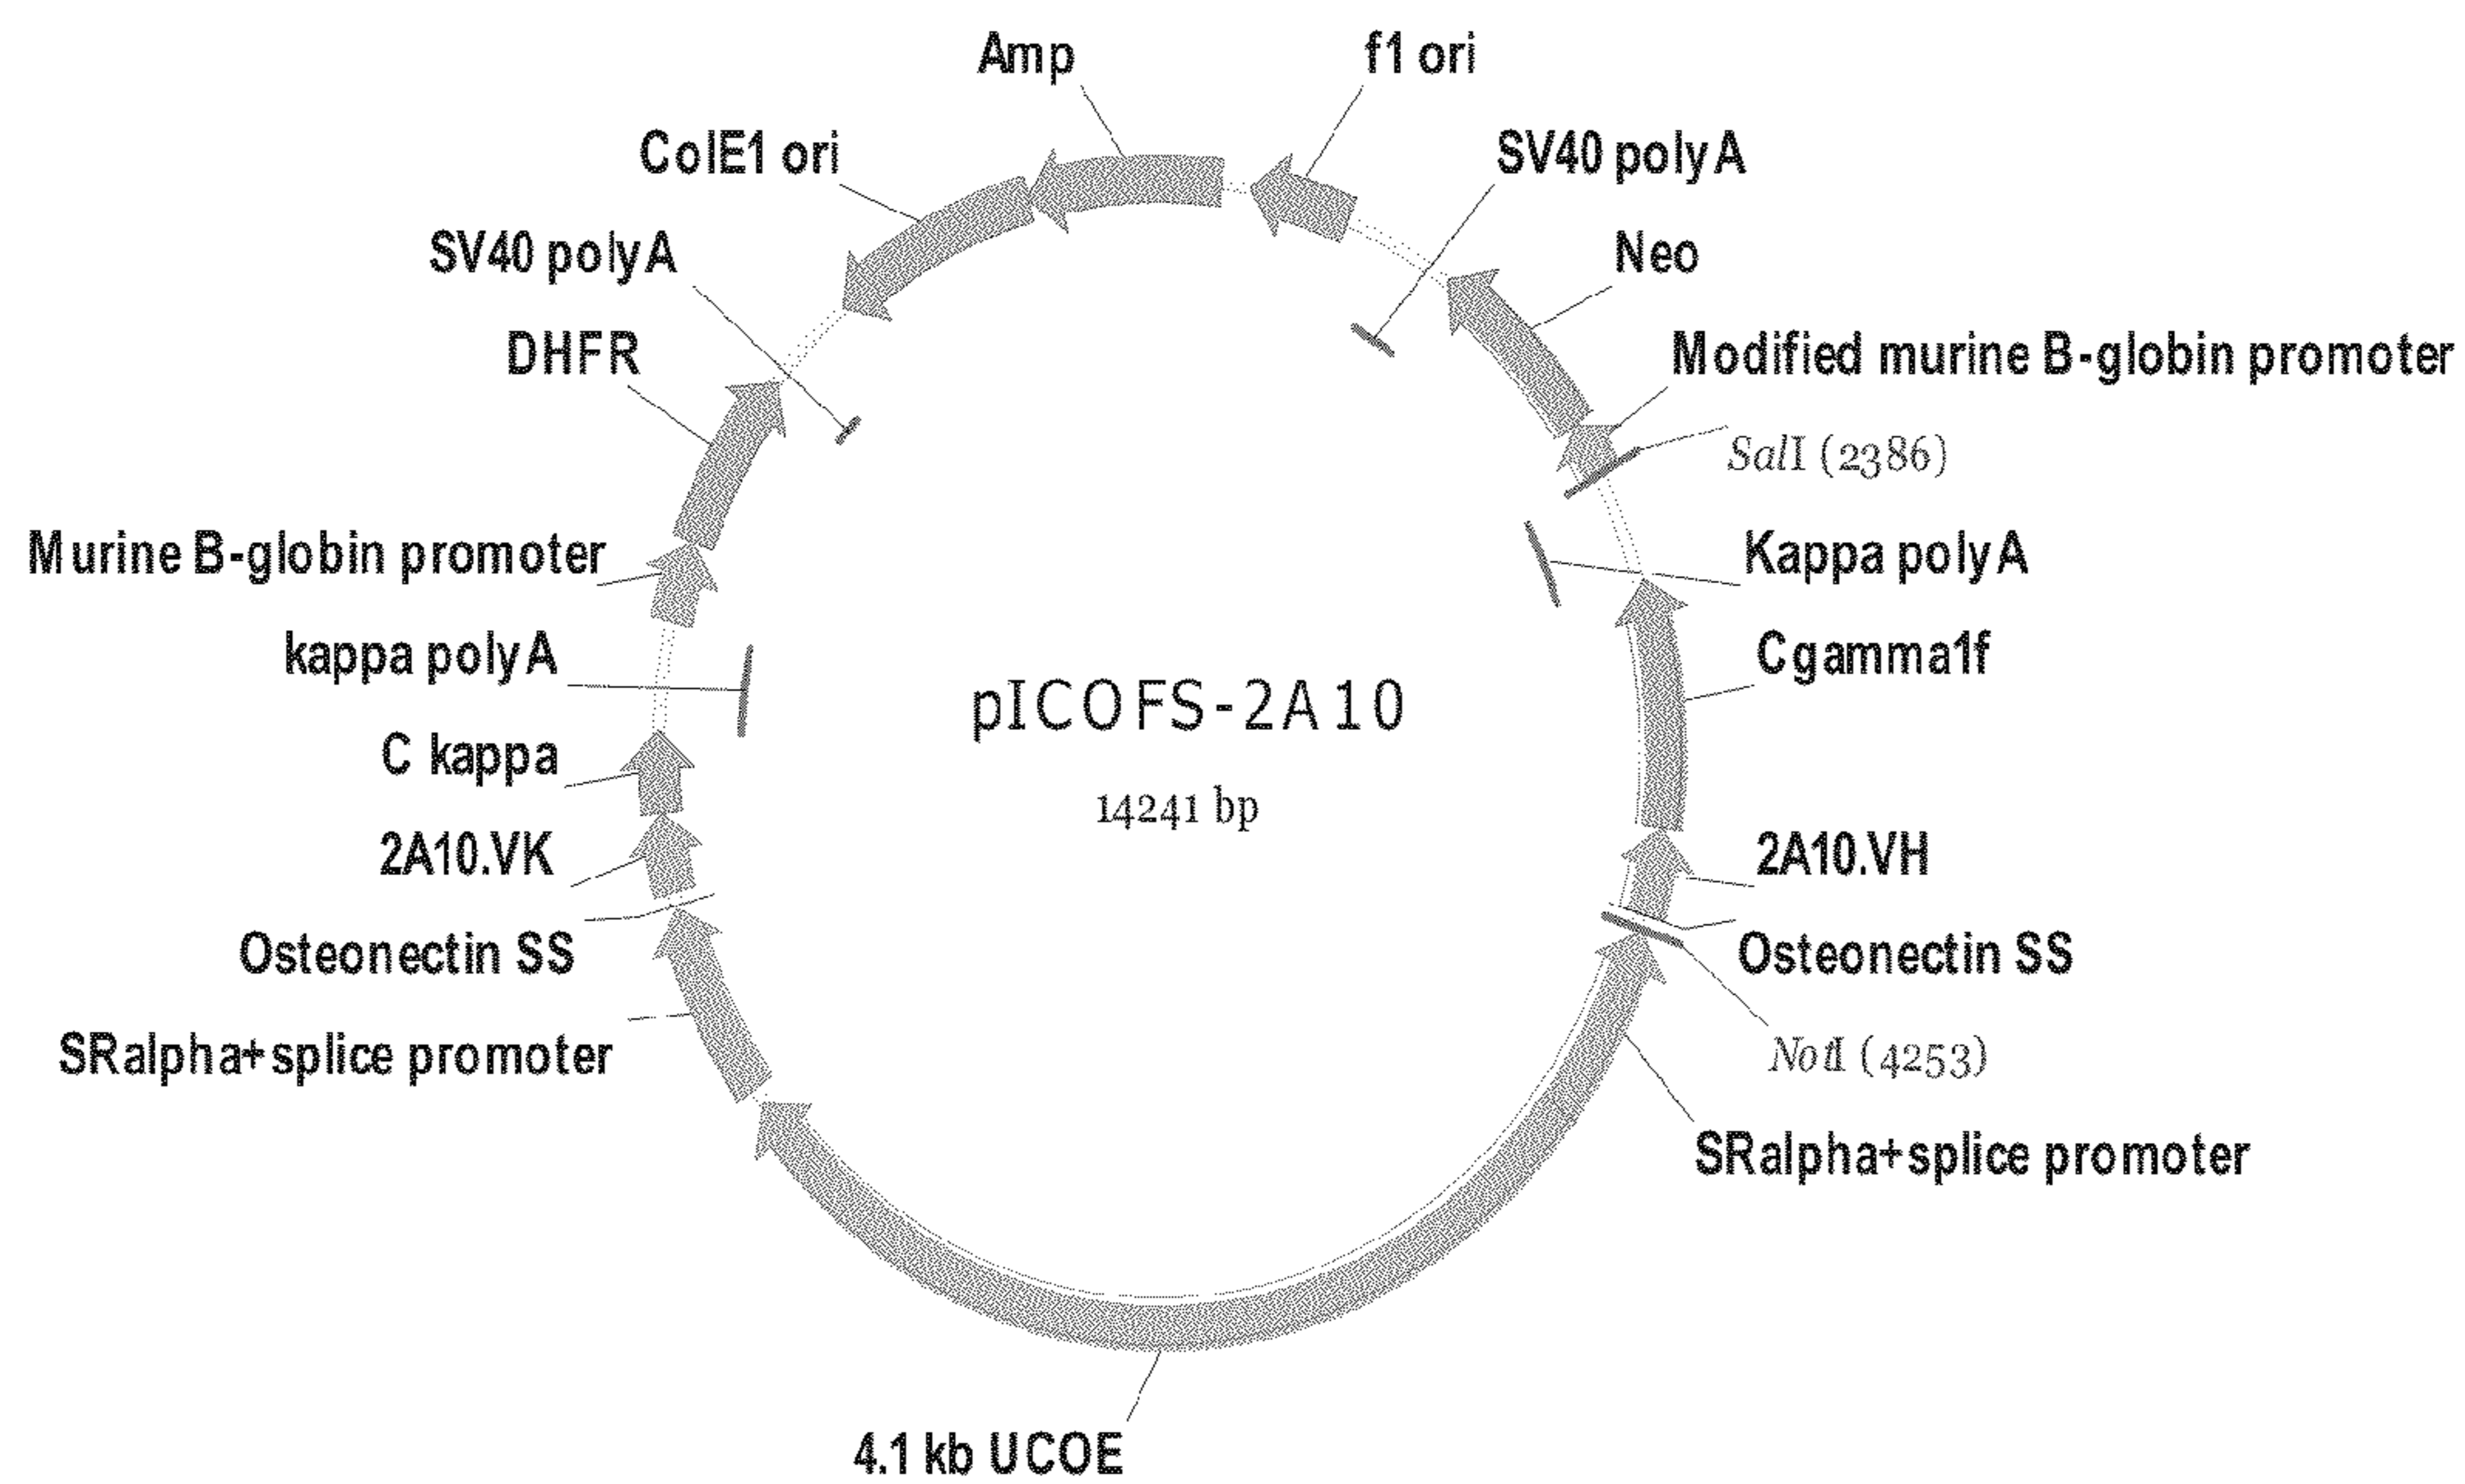 Amp
f1 ori
ColE1 ori
SV40 polyA
SV40 polyA
Neo
DHFR
Modified murine B-globin promoter
SalI (2386)
Murine B-globin promoter
Kappa polyA
kappa polyA
Cgamma1f
pICOFS-2A10
C kappa
14241 bp
2A10.VK
2A10.VH
Osteonectin SS
Osteonectin SS
SRalpha+splice promoter
NotI (4253)
SRalpha+splice promoter
4.1 kb UCOE